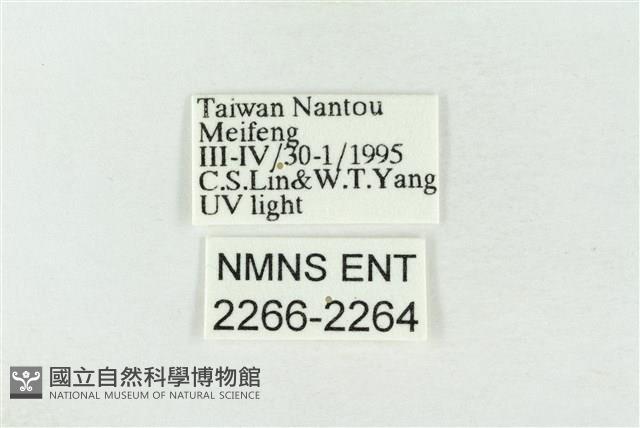 Taiwan Nantou
Meifeng
III-IV/30-1/1995
C.S.Lin&W.T.Yang
UV light
NMNS ENT
2266-2264
國立自然科學博物館
NATIONAL MUSEUM OF NATURAL SCIENCE